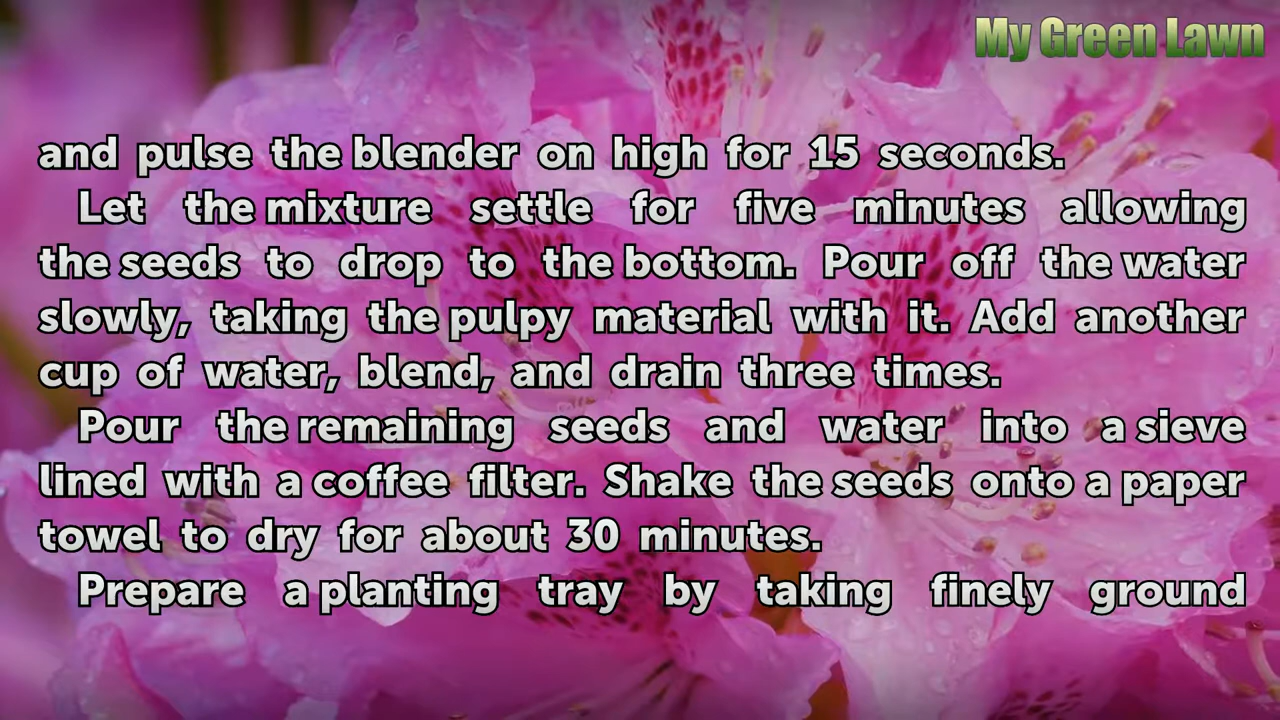 My Green Lawn
and pulse the blender on high for 15 seconds.
Let the mixture settle for five minutes allowing
the seeds to drop to the bottom. Pour off the water
slowly, taking the pulpy material with it. Add another
cup of water, blend, and drain three times.
Pour the remaining seeds and water into a sieve
lined with a coffee filter. Shake the seeds onto a paper
towel to dry for about 30 minutes.
Prepare a planting tray by taking finely ground